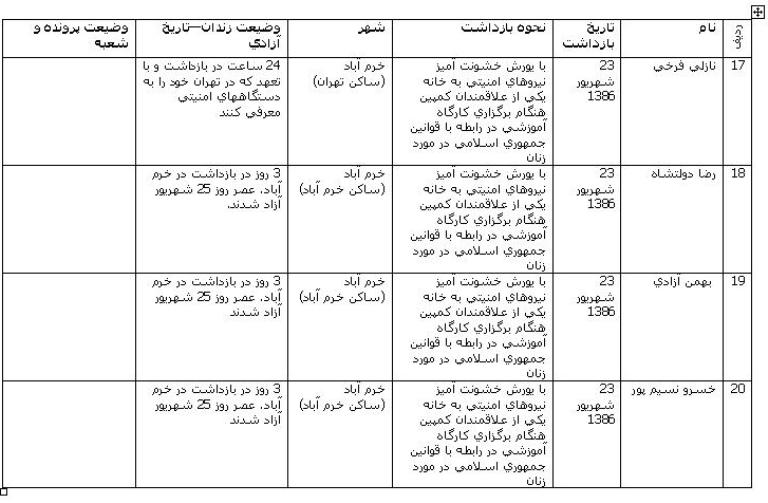 رديف
نام
تاريخ
بازداشت
نحوه بازداشت
شهر
وضيعت زندان—تاريخ
آزادي
وضيعت پرونده و
شعبه
17
نازلي فرخي
23
شهريور
1386
با يورش خشونت آميز
نيروهاي امنيتي به خانه
يكي از علاقمندان كمپين
هنگام برگزاري كارگاه
آموزشي در رابطه با قوانين
جمهوري اسلامي در مورد
زنان
خرم آباد
(ساكن تهران)
24 ساعت در بازداشت و با
تعهد كه در تهران خود را به
دستگاههاي امنيتي
معرفي كنند
18
رضا دولتشاه
23
شهريور
1386
با يورش خشونت آميز
نيروهاي امنيتي به خانه
يكي از علاقمندان كمپين
هنگام برگزاري كارگاه
آموزشي در رابطه با قوانين
جمهوري اسلامي در مورد
زنان
خرم آباد
(ساكن خرم آباد)
3 روز در بازداشت در خرم
آباد، عصر روز 25 شهريور
آزاد شدند.
19
بهمن آزادي
23
شهريور
1386
با يورش خشونت آميز
نيروهاي امنيتي به خانه
يكي از علاقمندان كمپين
هنگام برگزاري كارگاه
آموزشي در رابطه با قوانين
جمهوري اسلامي در مورد
زنان
خرم آباد
(ساكن خرم آباد)
3 روز در بازداشت در خرم
آباد، عصر روز 25 شهريور
آزاد شدند
20
خسرو نسيم پور
23
شهريور
1386
با يورش خشونت آميز
نيروهاي امنيتي به خانه
يكي از علاقمندان كمپين
هنگام برگزاري كارگاه
آموزشي در رابطه با قوانين
جمهوري اسلامي در مورد
زنان
خرم آباد
(ساكن خرم آباد)
3 روز در بازداشت در خرم
آباد، عصر روز 25 شهريور
آزاد شدند